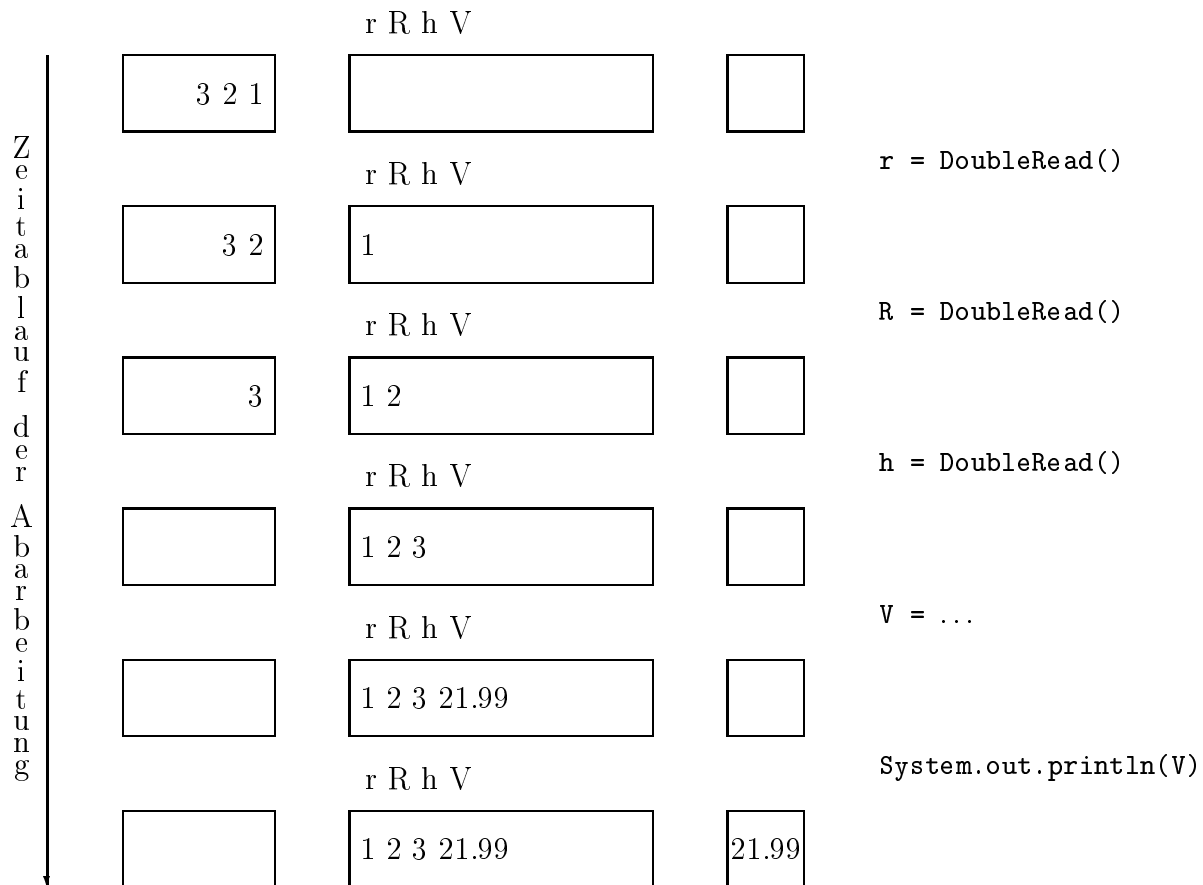 Zeitablauf der Abarbeitung
r R h V
3 2 1
r = DoubleRead()
r R h V
3 2
1
R = DoubleRead()
r R h V
3
1 2
h = DoubleRead()
r R h V
1 2 3
V = ...
r R h V
1 2 3 21.99
System.out.println(V)
r R h V
1 2 3 21.99
21.99